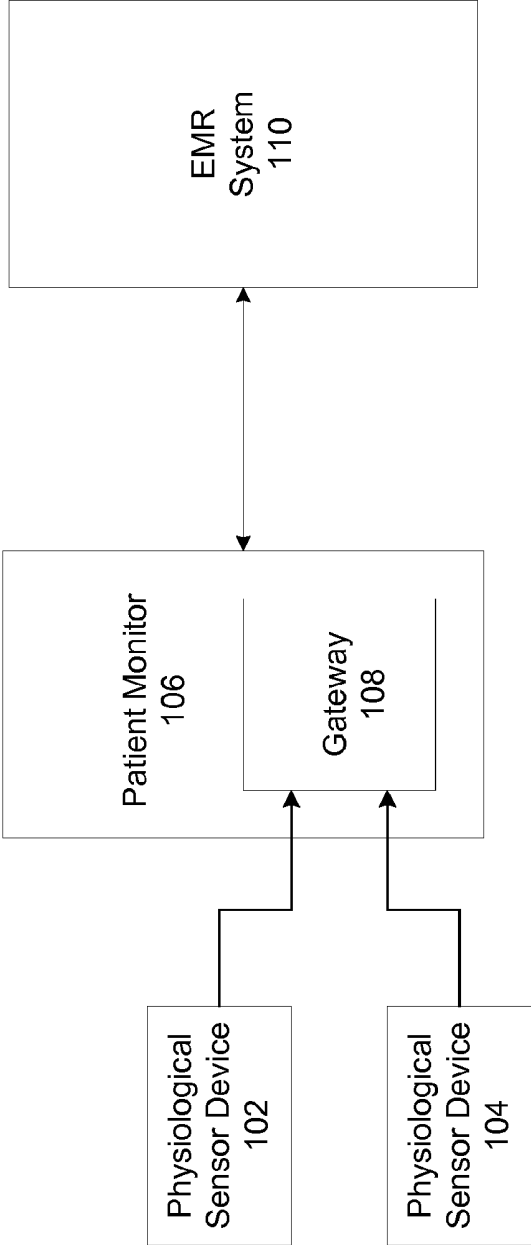 Physiological
Sensor Device
102
Physiological
Sensor Device
104
Patient Monitor
106
Gateway
108
EMR
System
110